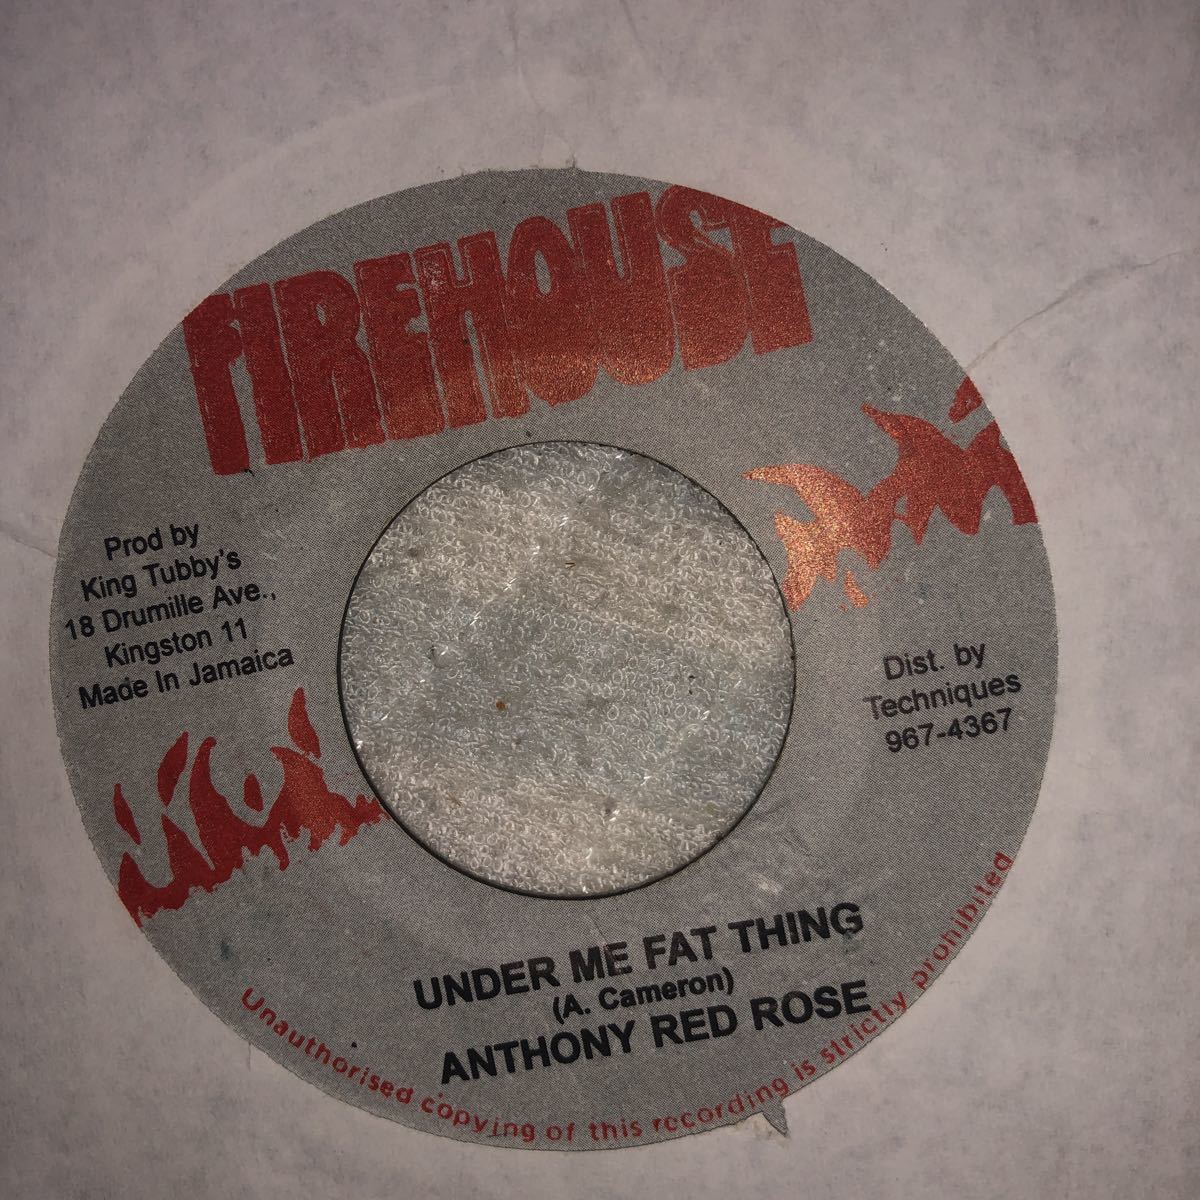 FIREHOUSE
Prod by
King Tubby's
18 Drumille Ave.,
Kingston 11
Made In Jamaica
Dist. by
Techniques
967-4367
UNDER ME FAT THING
(A. Cameron)
ANTHONY RED ROSE
Unauthorised copying of this recording is strictly prohibited